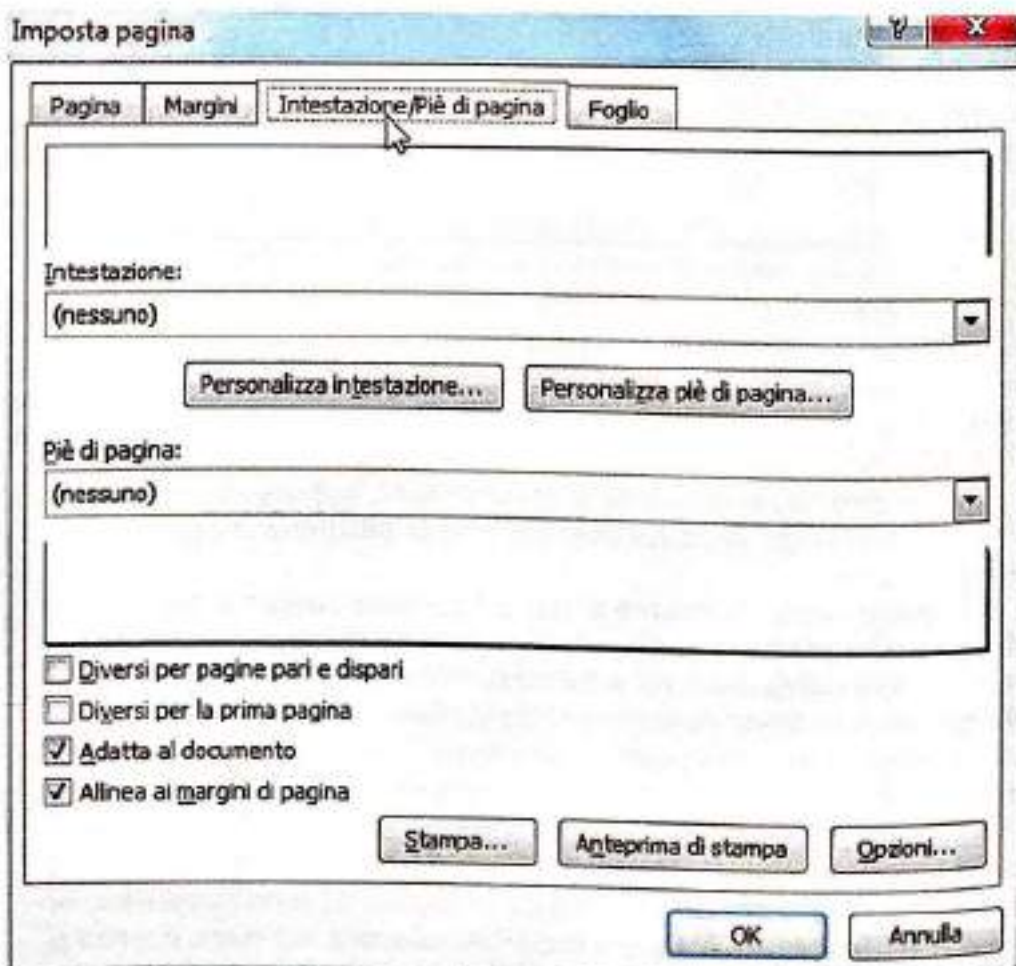 Imposta pagina
Pagina Margini Intestazione/Piè di pagina Foglio
Intestazione:
(nessuno)
Personalizza intestazione... Personalizza piè di pagina...
Piè di pagina:
(nessuno)
Diversi per pagine pari e dispari
Diversi per la prima pagina
Adatta al documento
Allinea ai margini di pagina
Stampa... Anteprima di stampa Opzioni...
OK Annulla